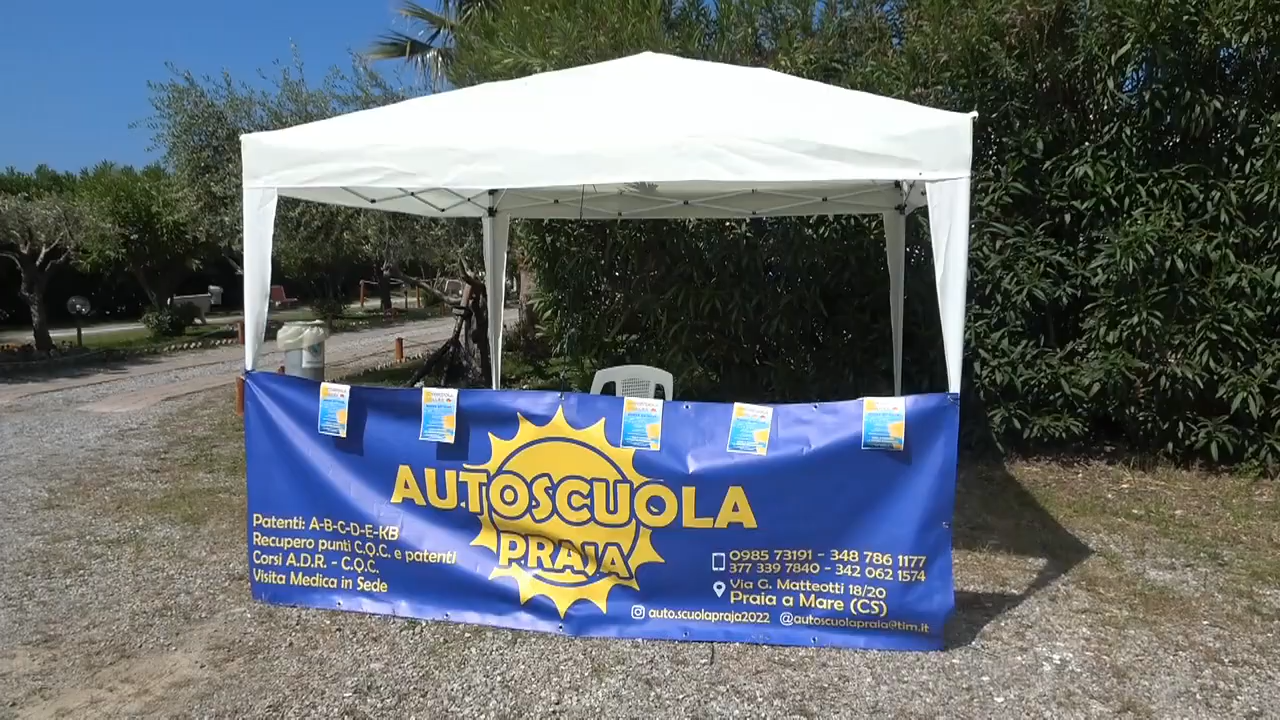 AUTOSCUOLA
PRAJA
Patenti: A-B-C-D-E-KB
Recupero punti C.Q.C. e patenti
Corsi A.D.R. - C.Q.C.
Visita Medica in Sede
0985 73191 - 348 786 1177
377 339 7840 - 342 062 1574
Via G. Matteotti 18/20
Praia a Mare (CS)
auto.scuolapraja2022 @autoscuolapraia@tim.it